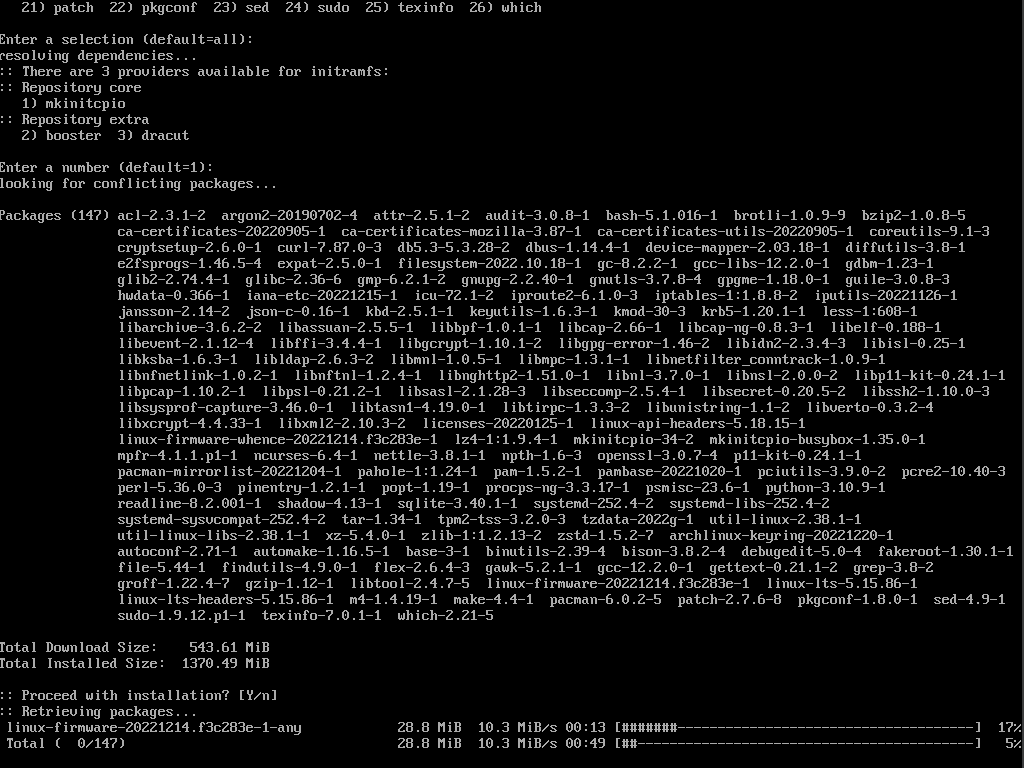 21) patch  22) pkgconf  23) sed  24) sudo  25) texinfo  26) which
Enter a selection (default=all):
resolving dependencies...
:: There are 3 providers available for initramfs:
:: Repository core
1) mkinitcpio
:: Repository extra
2) booster  3) dracut
Enter a number (default=1):
looking for conflicting packages...
Packages (147) acl-2.3.1-2  argon2-20190702-4  attr-2.5.1-2  audit-3.0.8-1  bash-5.1.016-1  brotli-1.0.9-9  bzip2-1.0.8-5
ca-certificates-20220905-1  ca-certificates-mozilla-3.87-1  ca-certificates-utils-20220905-1  coreutils-9.1-3
cryptsetup-2.6.0-1  curl-7.87.0-3  db5.3-5.3.28-2  dbus-1.14.4-1  device-mapper-2.03.18-1  diffutils-3.8-1
e2fsprogs-1.46.5-4  expat-2.5.0-1  filesystem-2022.10.18-1  gc-8.2.2-1  gcc-libs-12.2.0-1  gdbm-1.23-1
glib2-2.74.4-1  glibc-2.36-6  gmp-6.2.1-2  gnupg-2.2.40-1  gnutls-3.7.8-4  gpgme-1.18.0-1  guile-3.0.8-3
hwdata-0.366-1  iana-etc-20221215-1  icu-72.1-2  iproute2-6.1.0-3  iptables-1:1.8.8-2  iputils-20221126-1
jansson-2.14-2  json-c-0.16-1  kbd-2.5.1-1  keyutils-1.6.3-1  kmod-30-3  krb5-1.20.1-1  less-1:608-1
libarchive-3.6.2-2  libassuan-2.5.5-1  libbpf-1.0.1-1  libcap-2.66-1  libcap-ng-0.8.3-1  libelf-0.188-1
libevent-2.1.12-4  libffi-3.4.4-1  libgcrypt-1.10.1-2  libgpg-error-1.46-2  libidn2-2.3.4-3  libisl-0.25-1
libksba-1.6.3-1  libldap-2.6.3-2  libmnl-1.0.5-1  libmpc-1.3.1-1  libnetfilter_conntrack-1.0.9-1
libnfnetlink-1.0.2-1  libnftnl-1.2.4-1  libnghttp2-1.51.0-1  libnl-3.7.0-1  libnsl-2.0.0-2  libp11-kit-0.24.1-1
libpcap-1.10.2-1  libpsl-0.21.2-1  libsasl-2.1.28-3  libseccomp-2.5.4-1  libsecret-0.20.5-2  libssh2-1.10.0-3
libsysprof-capture-3.46.0-1  libtasn1-4.19.0-1  libtirpc-1.3.3-2  libunistring-1.1-2  libverto-0.3.2-4
libxcrypt-4.4.33-1  libxml2-2.10.3-2  licenses-20220125-1  linux-api-headers-5.18.15-1
linux-firmware-whence-20221214.f3c283e-1  lz4-1:1.9.4-1  mkinitcpio-34-2  mkinitcpio-busybox-1.35.0-1
mpfr-4.1.1.p1-1  ncurses-6.4-1  nettle-3.8.1-1  npth-1.6-3  openssl-3.0.7-4  p11-kit-0.24.1-1
pacman-mirrorlist-20221204-1  pahole-1:1.24-1  pam-1.5.2-1  pambase-20221020-1  pciutils-3.9.0-2  pcre2-10.40-3
perl-5.36.0-3  pinentry-1.2.1-1  popt-1.19-1  procps-ng-3.3.17-1  psmisc-23.6-1  python-3.10.9-1
readline-8.2.001-1  shadow-4.13-1  sqlite-3.40.1-1  systemd-252.4-2  systemd-libs-252.4-2
systemd-sysvcompat-252.4-2  tar-1.34-1  tpm2-tss-3.2.0-3  tzdata-2022g-1  util-linux-2.38.1-1
util-linux-libs-2.38.1-1  xz-5.4.0-1  zlib-1:1.2.13-2  zstd-1.5.2-7  archlinux-keyring-20221220-1
autoconf-2.71-1  automake-1.16.5-1  base-3-1  binutils-2.39-4  bison-3.8.2-4  debugedit-5.0-4  fakeroot-1.30.1-1
file-5.44-1  findutils-4.9.0-1  flex-2.6.4-3  gawk-5.2.1-1  gcc-12.2.0-1  gettext-0.21.1-2  grep-3.8-2
groff-1.22.4-7  gzip-1.12-1  libtool-2.4.7-5  linux-firmware-20221214.f3c283e-1  linux-lts-5.15.86-1
linux-lts-headers-5.15.86-1  m4-1.4.19-1  make-4.4-1  pacman-6.0.2-5  patch-2.7.6-8  pkgconf-1.8.0-1  sed-4.9-1
sudo-1.9.12.p1-1  texinfo-7.0.1-1  which-2.21-5
Total Download Size:    543.61 MiB
Total Installed Size:  1370.49 MiB
:: Proceed with installation? [Y/n]
:: Retrieving packages...
linux-firmware-20221214.f3c283e-1-any  28.8 MiB  10.3 MiB/s 00:13 [#######-------------------------------------]  17%
Total (  0/147)  28.8 MiB  10.3 MiB/s 00:49 [##------------------------------------------]   5%